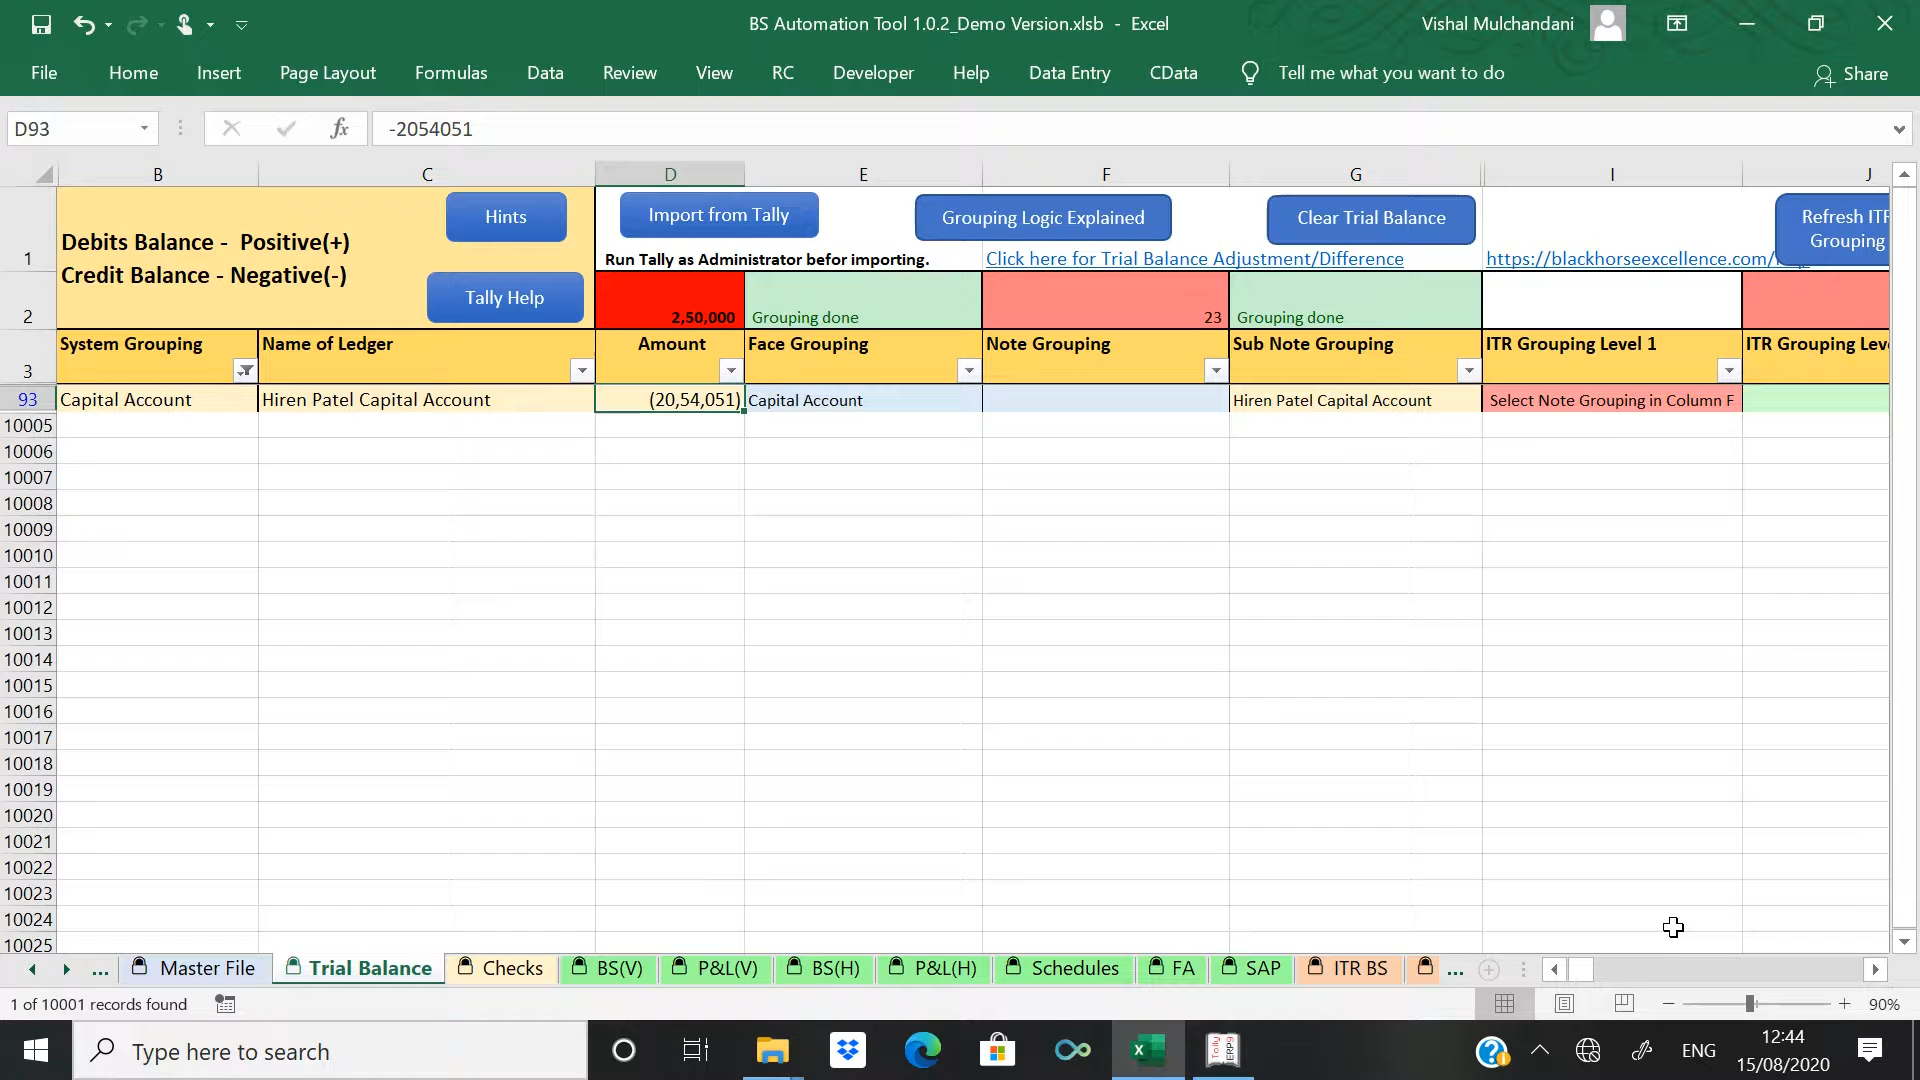 BS Automation Tool 1.0.2_Demo Version.xlsb - Excel
Vishal Mulchandani
File Home Insert Page Layout Formulas Data Review View RC Developer Help Data Entry CData Tell me what you want to do Share
D93 fx -2054051
B C D E F G I J
1 Debits Balance - Positive(+)
Credit Balance - Negative(-)
Hints
Tally Help
Import from Tally
Grouping Logic Explained
Clear Trial Balance
Refresh ITR
Grouping
Run Tally as Administrator befor importing.
Click here for Trial Balance Adjustment/Difference
https://blackhorseexcellence.com/
2 2,50,000 Grouping done 23 Grouping done
3 System Grouping Name of Ledger Amount Face Grouping Note Grouping Sub Note Grouping ITR Grouping Level 1 ITR Grouping Leve
93 Capital Account Hiren Patel Capital Account (20,54,051) Capital Account Hiren Patel Capital Account Select Note Grouping in Column F
10005
10006
10007
10008
10009
10010
10011
10012
10013
10014
10015
10016
10017
10018
10019
10020
10021
10022
10023
10024
10025
... Master File Trial Balance Checks BS(V) P&L(V) BS(H) P&L(H) Schedules FA SAP ITR BS ...
1 of 10001 records found
90%
Type here to search
Tally
ERP9
ENG
12:44
15/08/2020